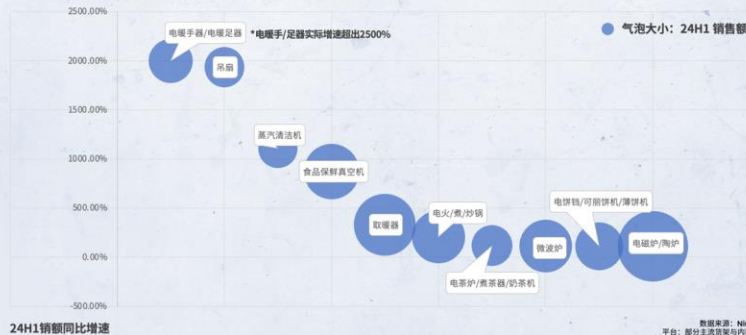 2500.00%
电暖手器/电暖足器
*电暖手/足器实际增速超出2500%
气泡大小：24H1 销售额
2000.00%
吊扇
1500.00%
蒸汽清洁机
1000.00%
食品保鲜真空机
500.00%
电饼铛/可丽饼机/薄饼机
电火/煮/炒锅
取暖器
微波炉
电磁炉/陶炉
0.00%
电茶炉/煮茶器/奶茶机
-500.00%
24H1销额同比增速
数据来源：Nie
平台：部分主流货架与内